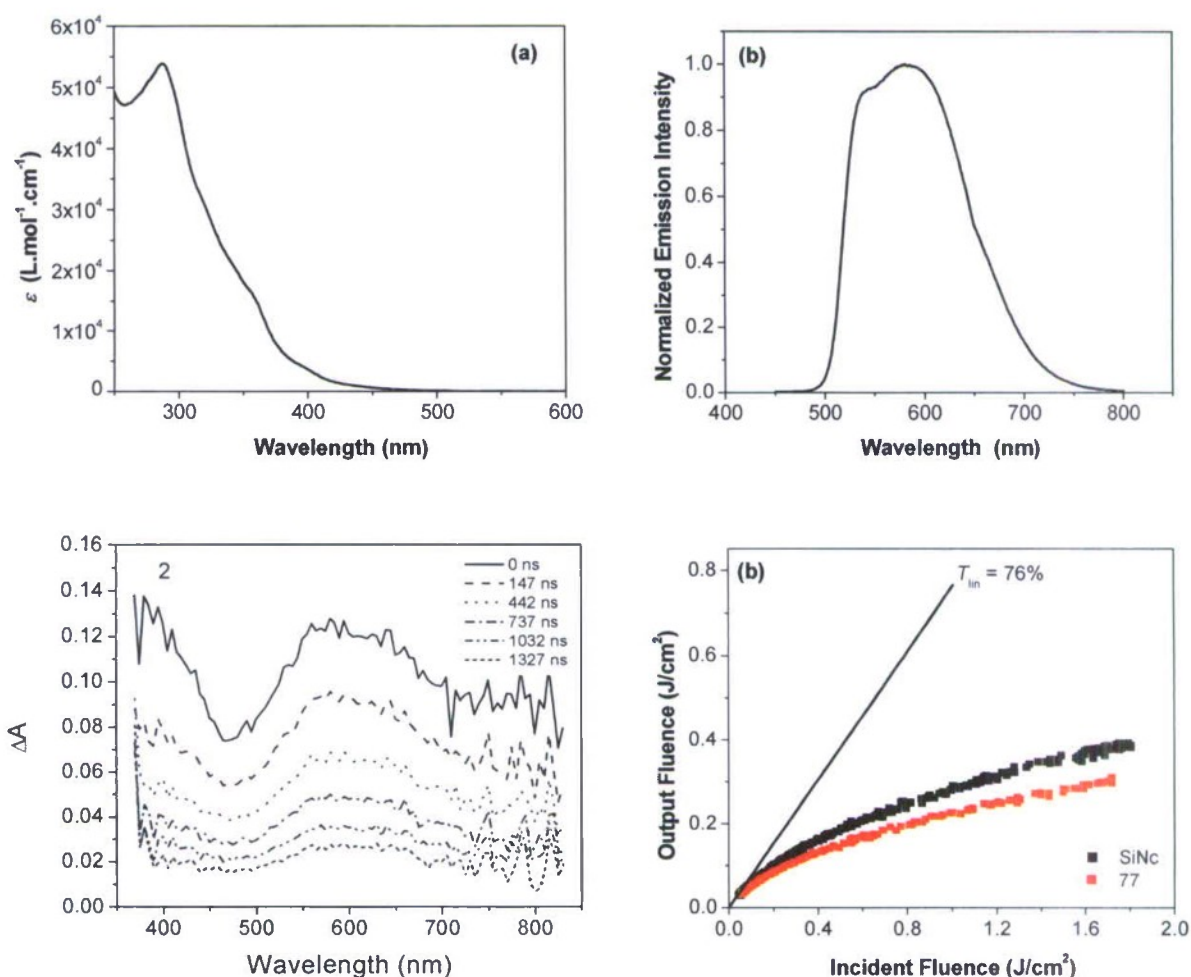 (a)
6x10⁴
5x10⁴
4x10⁴
3x10⁴
2x10⁴
1x10⁴
0
ε (L.mol⁻¹.cm⁻¹)
300
400
500
600
Wavelength (nm)
(b)
1.0
0.8
0.6
0.4
0.2
0.0
Normalized Emission Intensity
400
500
600
700
800
Wavelength (nm)
0.16
0.14
0.12
0.10
0.08
0.06
0.04
0.02
0.00
ΔA
2
0 ns
147 ns
442 ns
737 ns
1032 ns
1327 ns
400
500
600
700
800
Wavelength (nm)
(b)
T_lin = 76%
0.8
0.6
0.4
0.2
0.0
Output Fluence (J/cm²)
SiNc
77
0.0
0.4
0.8
1.2
1.6
2.0
Incident Fluence (J/cm²)